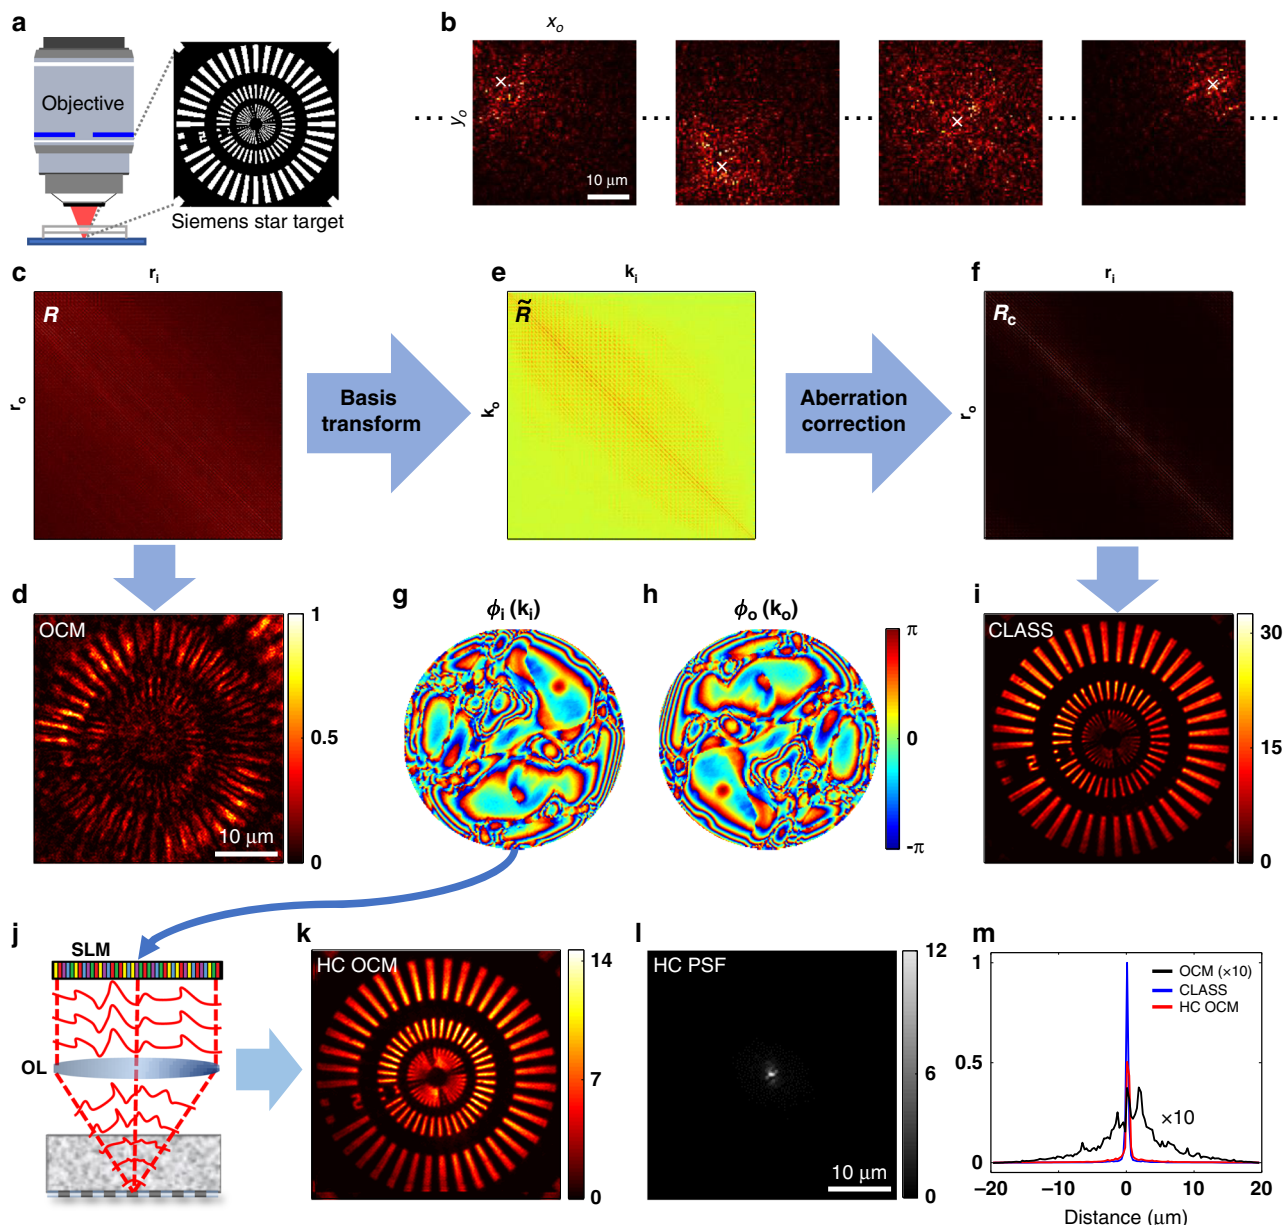 a
Objective
Siemens star target
b
x_o
y_o
10 μm
c
r_i
R
r_o
Basis
transform
e
k_i
R̃
k_o
Aberration
correction
f
r_i
R_c
r_o
d
OCM
10 μm
1
0.5
0
g
ϕ_i (k_i)
h
ϕ_o (k_o)
π
0
-π
i
CLASS
30
15
0
j
SLM
OL
k
HC OCM
14
7
0
l
HC PSF
10 μm
12
6
0
m
1
0.5
0
OCM (×10)
CLASS
HC OCM
×10
−20 −10 0 10 20
Distance (μm)